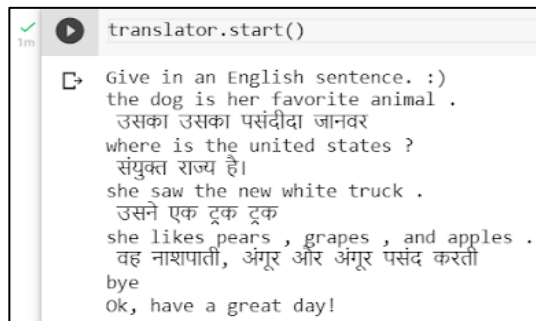 translator.start()
1m
Give in an English sentence. :)
the dog is her favorite animal .
उसका उसका पसंदीदा जानवर
where is the united states ?
संयुक्त राज्य है।
she saw the new white truck .
उसने एक ट्रक ट्रक
she likes pears , grapes , and apples .
वह नाशपाती, अंगूर और अंगूर पसंद करती
bye
Ok, have a great day!